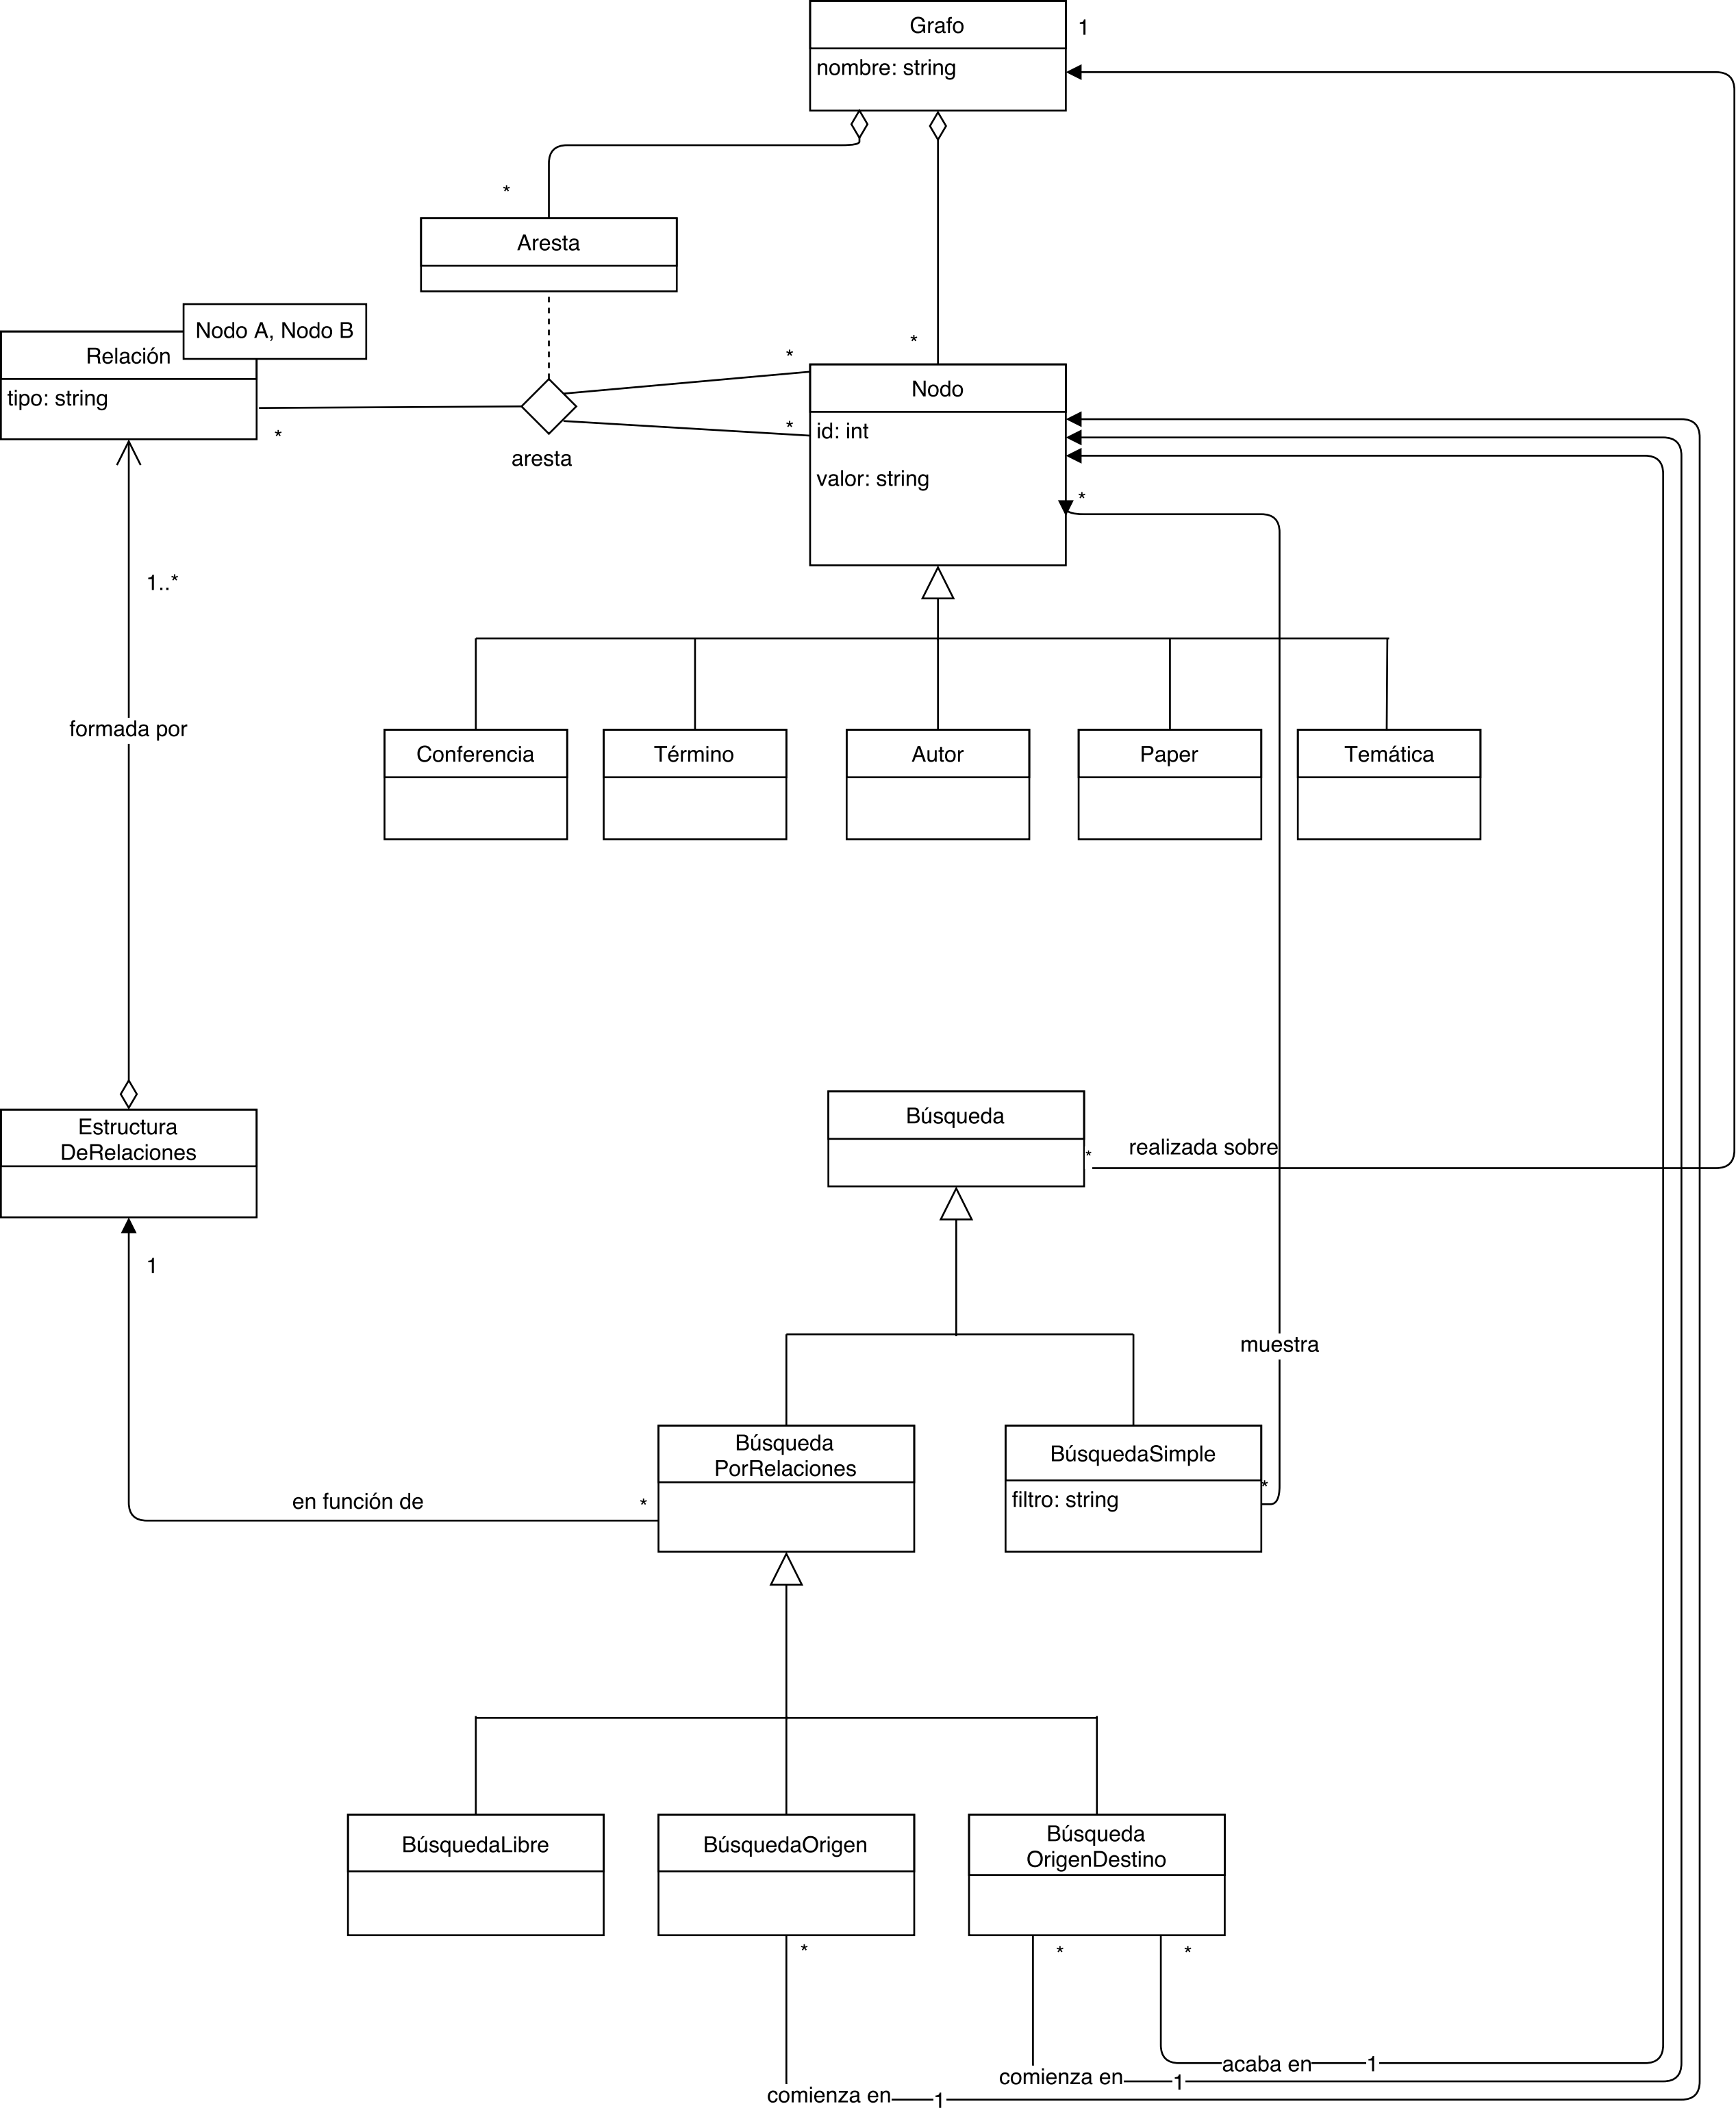 Grafo
1
nombre: string
*
Aresta
Nodo A, Nodo B
Relación
tipo: string
*
aresta
*
*
*
Nodo
id: int
valor: string
*
1..*
formada por
Conferencia
Término
Autor
Paper
Temática
Estructura
DeRelaciones
Búsqueda
*
realizada sobre
1
muestra
Búsqueda
PorRelaciones
BúsquedaSimple
filtro: string
*
en función de
*
BúsquedaLibre
BúsquedaOrigen
Búsqueda
OrigenDestino
*
*
*
acaba en
1
comienza en
1
comienza en
1